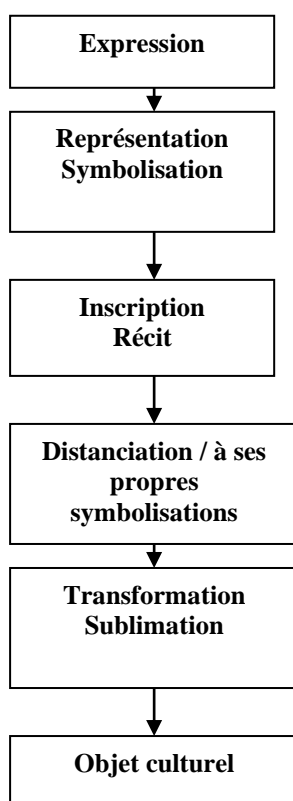 Expression
Représentation
Symbolisation
Inscription
Récit
Distanciation / à ses
propres
symbolisations
Transformation
Sublimation
Objet culturel